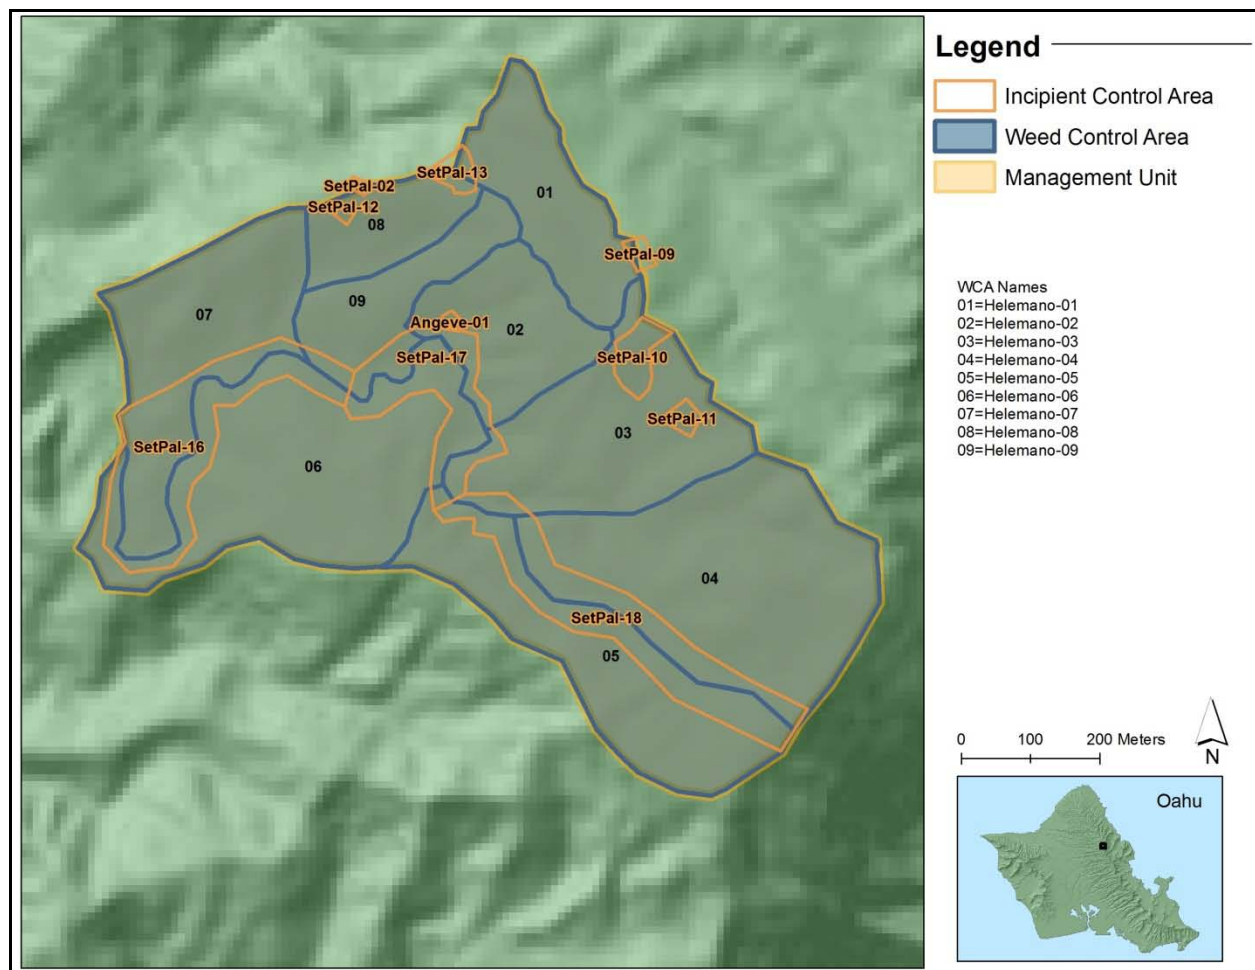 Legend
Incipient Control Area
Weed Control Area
Management Unit
SetPal-13
SetPal-02
01
SetPal-12
08
SetPal-09
09
07
Angeve-01
02
SetPal-17
SetPal-10
SetPal-11
03
SetPal-16
06
04
SetPal-18
05
WCA Names
01=Helemano-01
02=Helemano-02
03=Helemano-03
04=Helemano-04
05=Helemano-05
06=Helemano-06
07=Helemano-07
08=Helemano-08
09=Helemano-09
0 100 200 Meters
N
Oahu